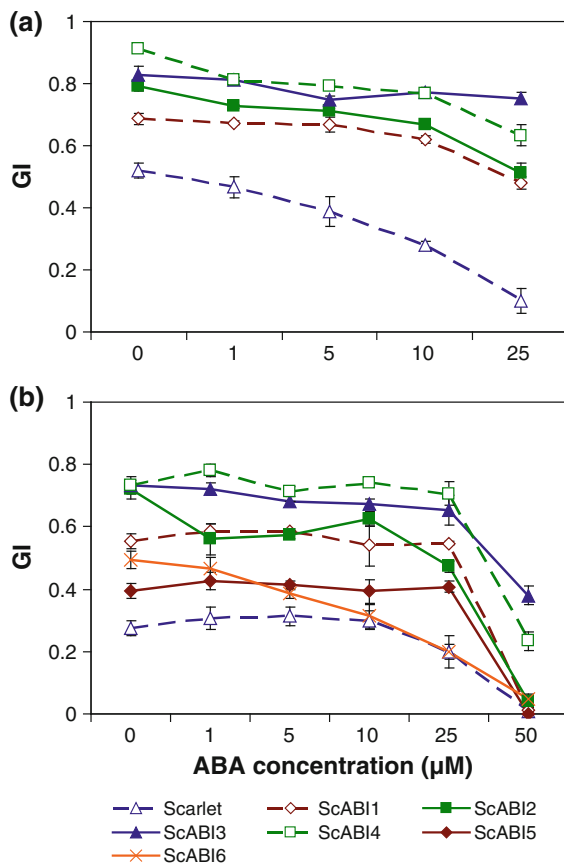 (a)
1
0.8
0.6
0.4
0.2
0
GI
0 1 5 10 25
(b)
1
0.8
0.6
0.4
0.2
0
GI
0 1 5 10 25 50
ABA concentration (µM)
Scarlet ScABI1 ScABI2
ScABI3 ScABI4 ScABI5
ScABI6